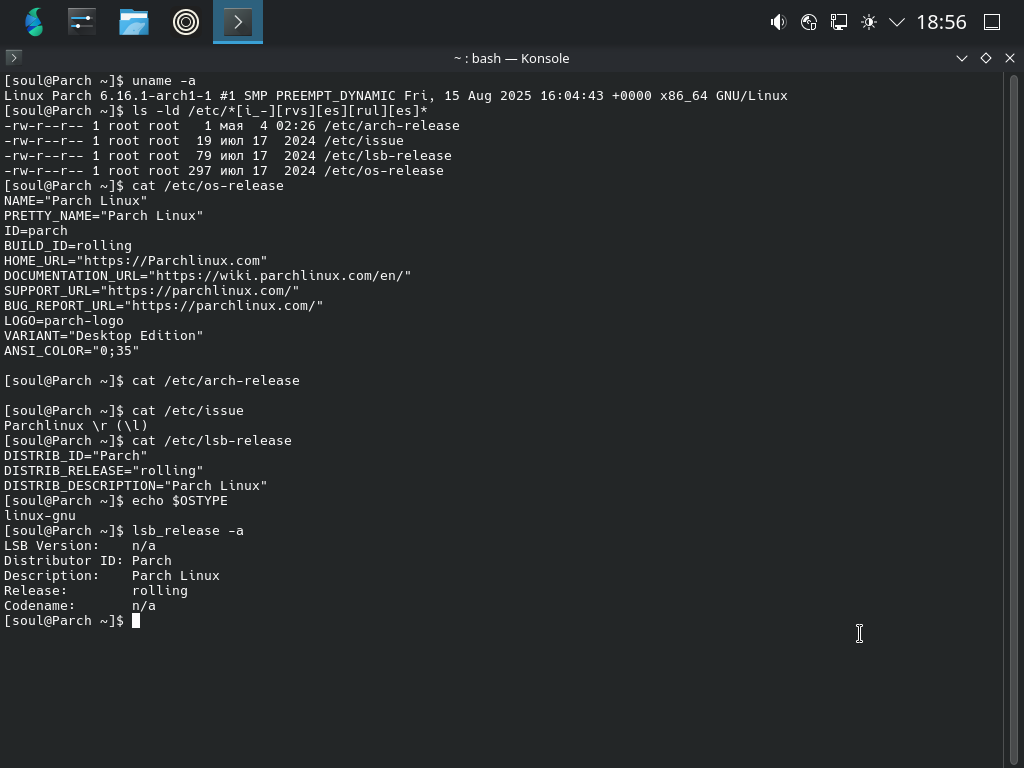 18:56
~ : bash — Konsole
[soul@Parch ~]$ uname -a
Linux Parch 6.16.1-arch1-1 #1 SMP PREEMPT_DYNAMIC Fri, 15 Aug 2025 16:04:43 +0000 x86_64 GNU/Linux
[soul@Parch ~]$ ls -ld /etc/*[i_-][rvs][es][rul][es]*
-rw-r--r-- 1 root root   1 мая  4 02:26 /etc/arch-release
-rw-r--r-- 1 root root  19 июл 17  2024 /etc/issue
-rw-r--r-- 1 root root  79 июл 17  2024 /etc/lsb-release
-rw-r--r-- 1 root root 297 июл 17  2024 /etc/os-release
[soul@Parch ~]$ cat /etc/os-release
NAME="Parch Linux"
PRETTY_NAME="Parch Linux"
ID=parch
BUILD_ID=rolling
HOME_URL="https://Parchlinux.com"
DOCUMENTATION_URL="https://wiki.parchlinux.com/en/"
SUPPORT_URL="https://parchlinux.com/"
BUG_REPORT_URL="https://parchlinux.com/"
LOGO=parch-logo
VARIANT="Desktop Edition"
ANSI_COLOR="0;35"
[soul@Parch ~]$ cat /etc/arch-release
[soul@Parch ~]$ cat /etc/issue
Parchlinux \r (\l)
[soul@Parch ~]$ cat /etc/lsb-release
DISTRIB_ID="Parch"
DISTRIB_RELEASE="rolling"
DISTRIB_DESCRIPTION="Parch Linux"
[soul@Parch ~]$ echo $OSTYPE
linux-gnu
[soul@Parch ~]$ lsb_release -a
LSB Version:    n/a
Distributor ID: Parch
Description:    Parch Linux
Release:        rolling
Codename:       n/a
[soul@Parch ~]$